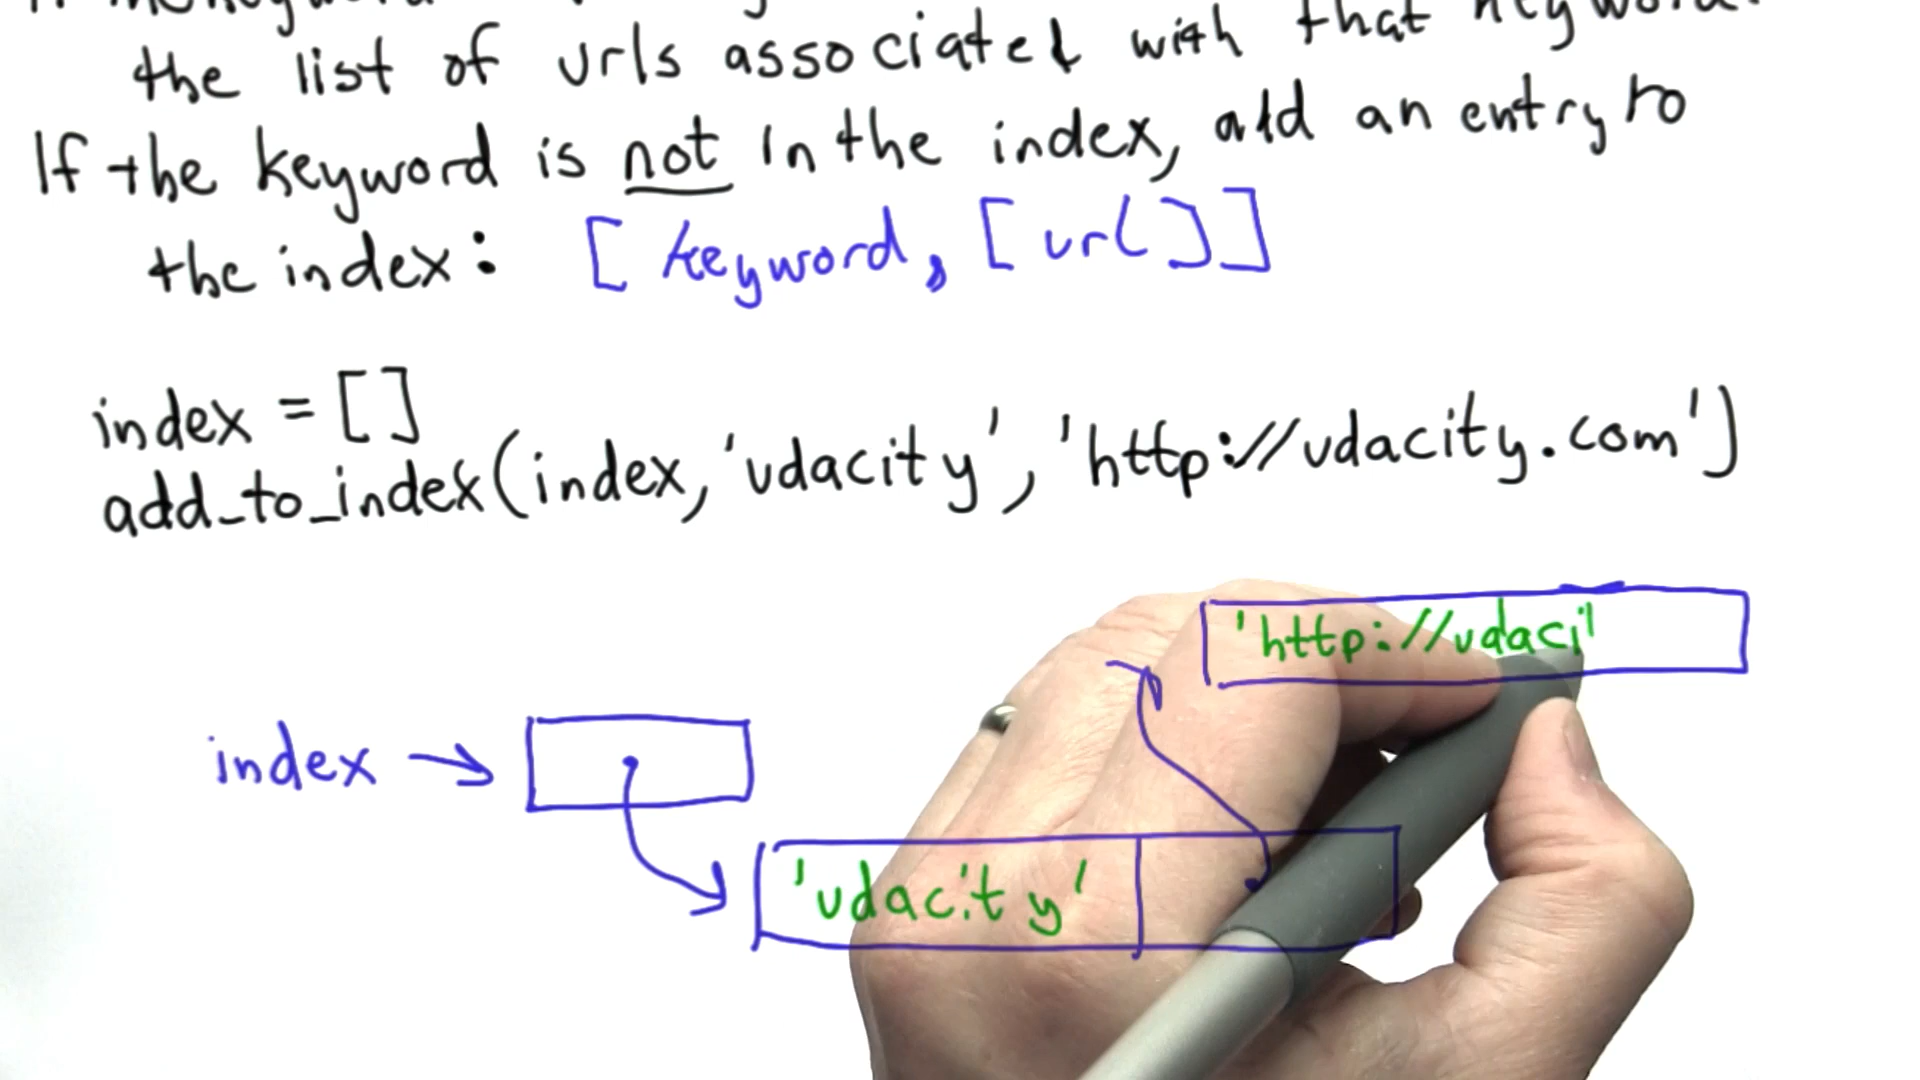 the list of urls associated with that keyword.
If the keyword is not in the index, add an entry to
the index: [keyword, [url]]
index = []
add_to_index(index, 'udacity', 'http://udacity.com')
'http://udaci
index
'udacity'